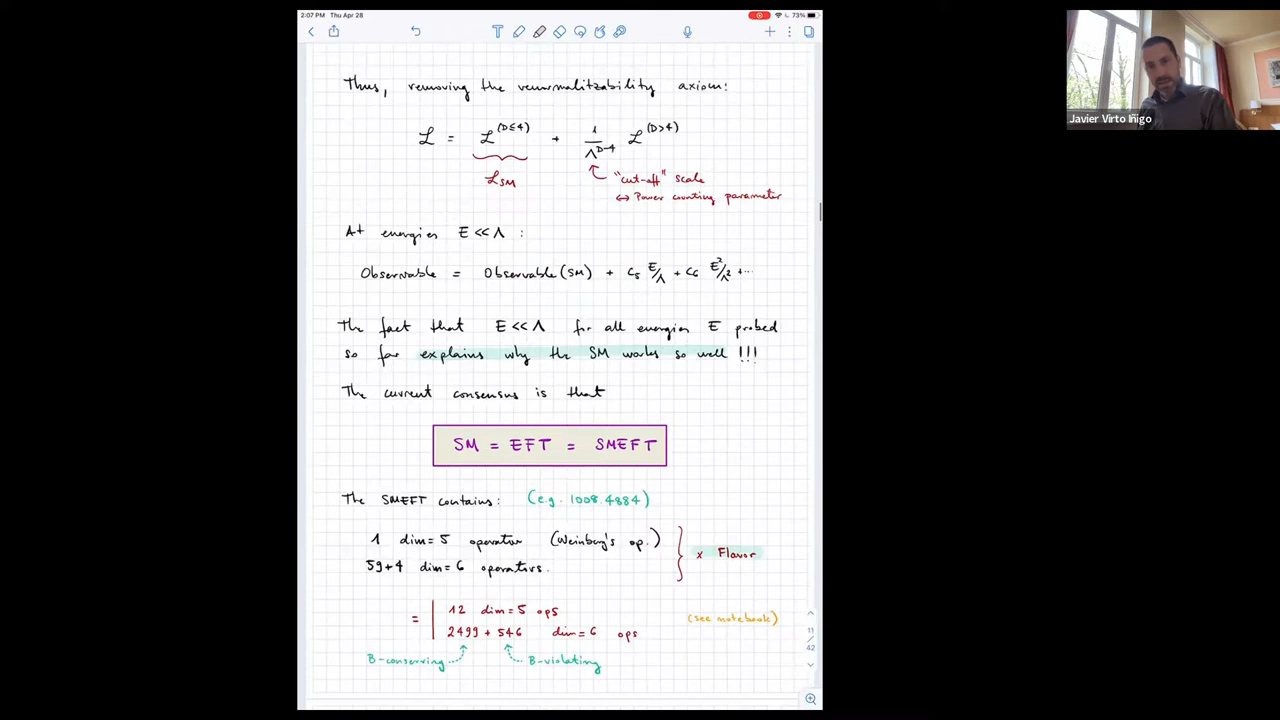 2:07 PM Thu Apr 28
73%
Javier Virto Iñigo
Thus, removing the renormalitzability axiom:
L = L^(D≤4) + 1/Λ^D-4 L^(D>4)
L_SM
"cut-off" scale
↔ Power counting parameter
At energies E << Λ :
Observable = Observable (SM) + C5 E/Λ + C6 E²/Λ² + ...
The fact that E << Λ for all energies E probed
so far explains why the SM works so well !!!
The current consensus is that
SM = EFT = SMEFT
The SMEFT contains: (e.g. 1008.4884)
1 dim=5 operator (Weinberg's op.)
x Flavor
59+4 dim=6 operators.
= 12 dim=5 ops
(see notebook)
2499 + 546 dim=6 ops
B-conserving B-violating
11
/
42